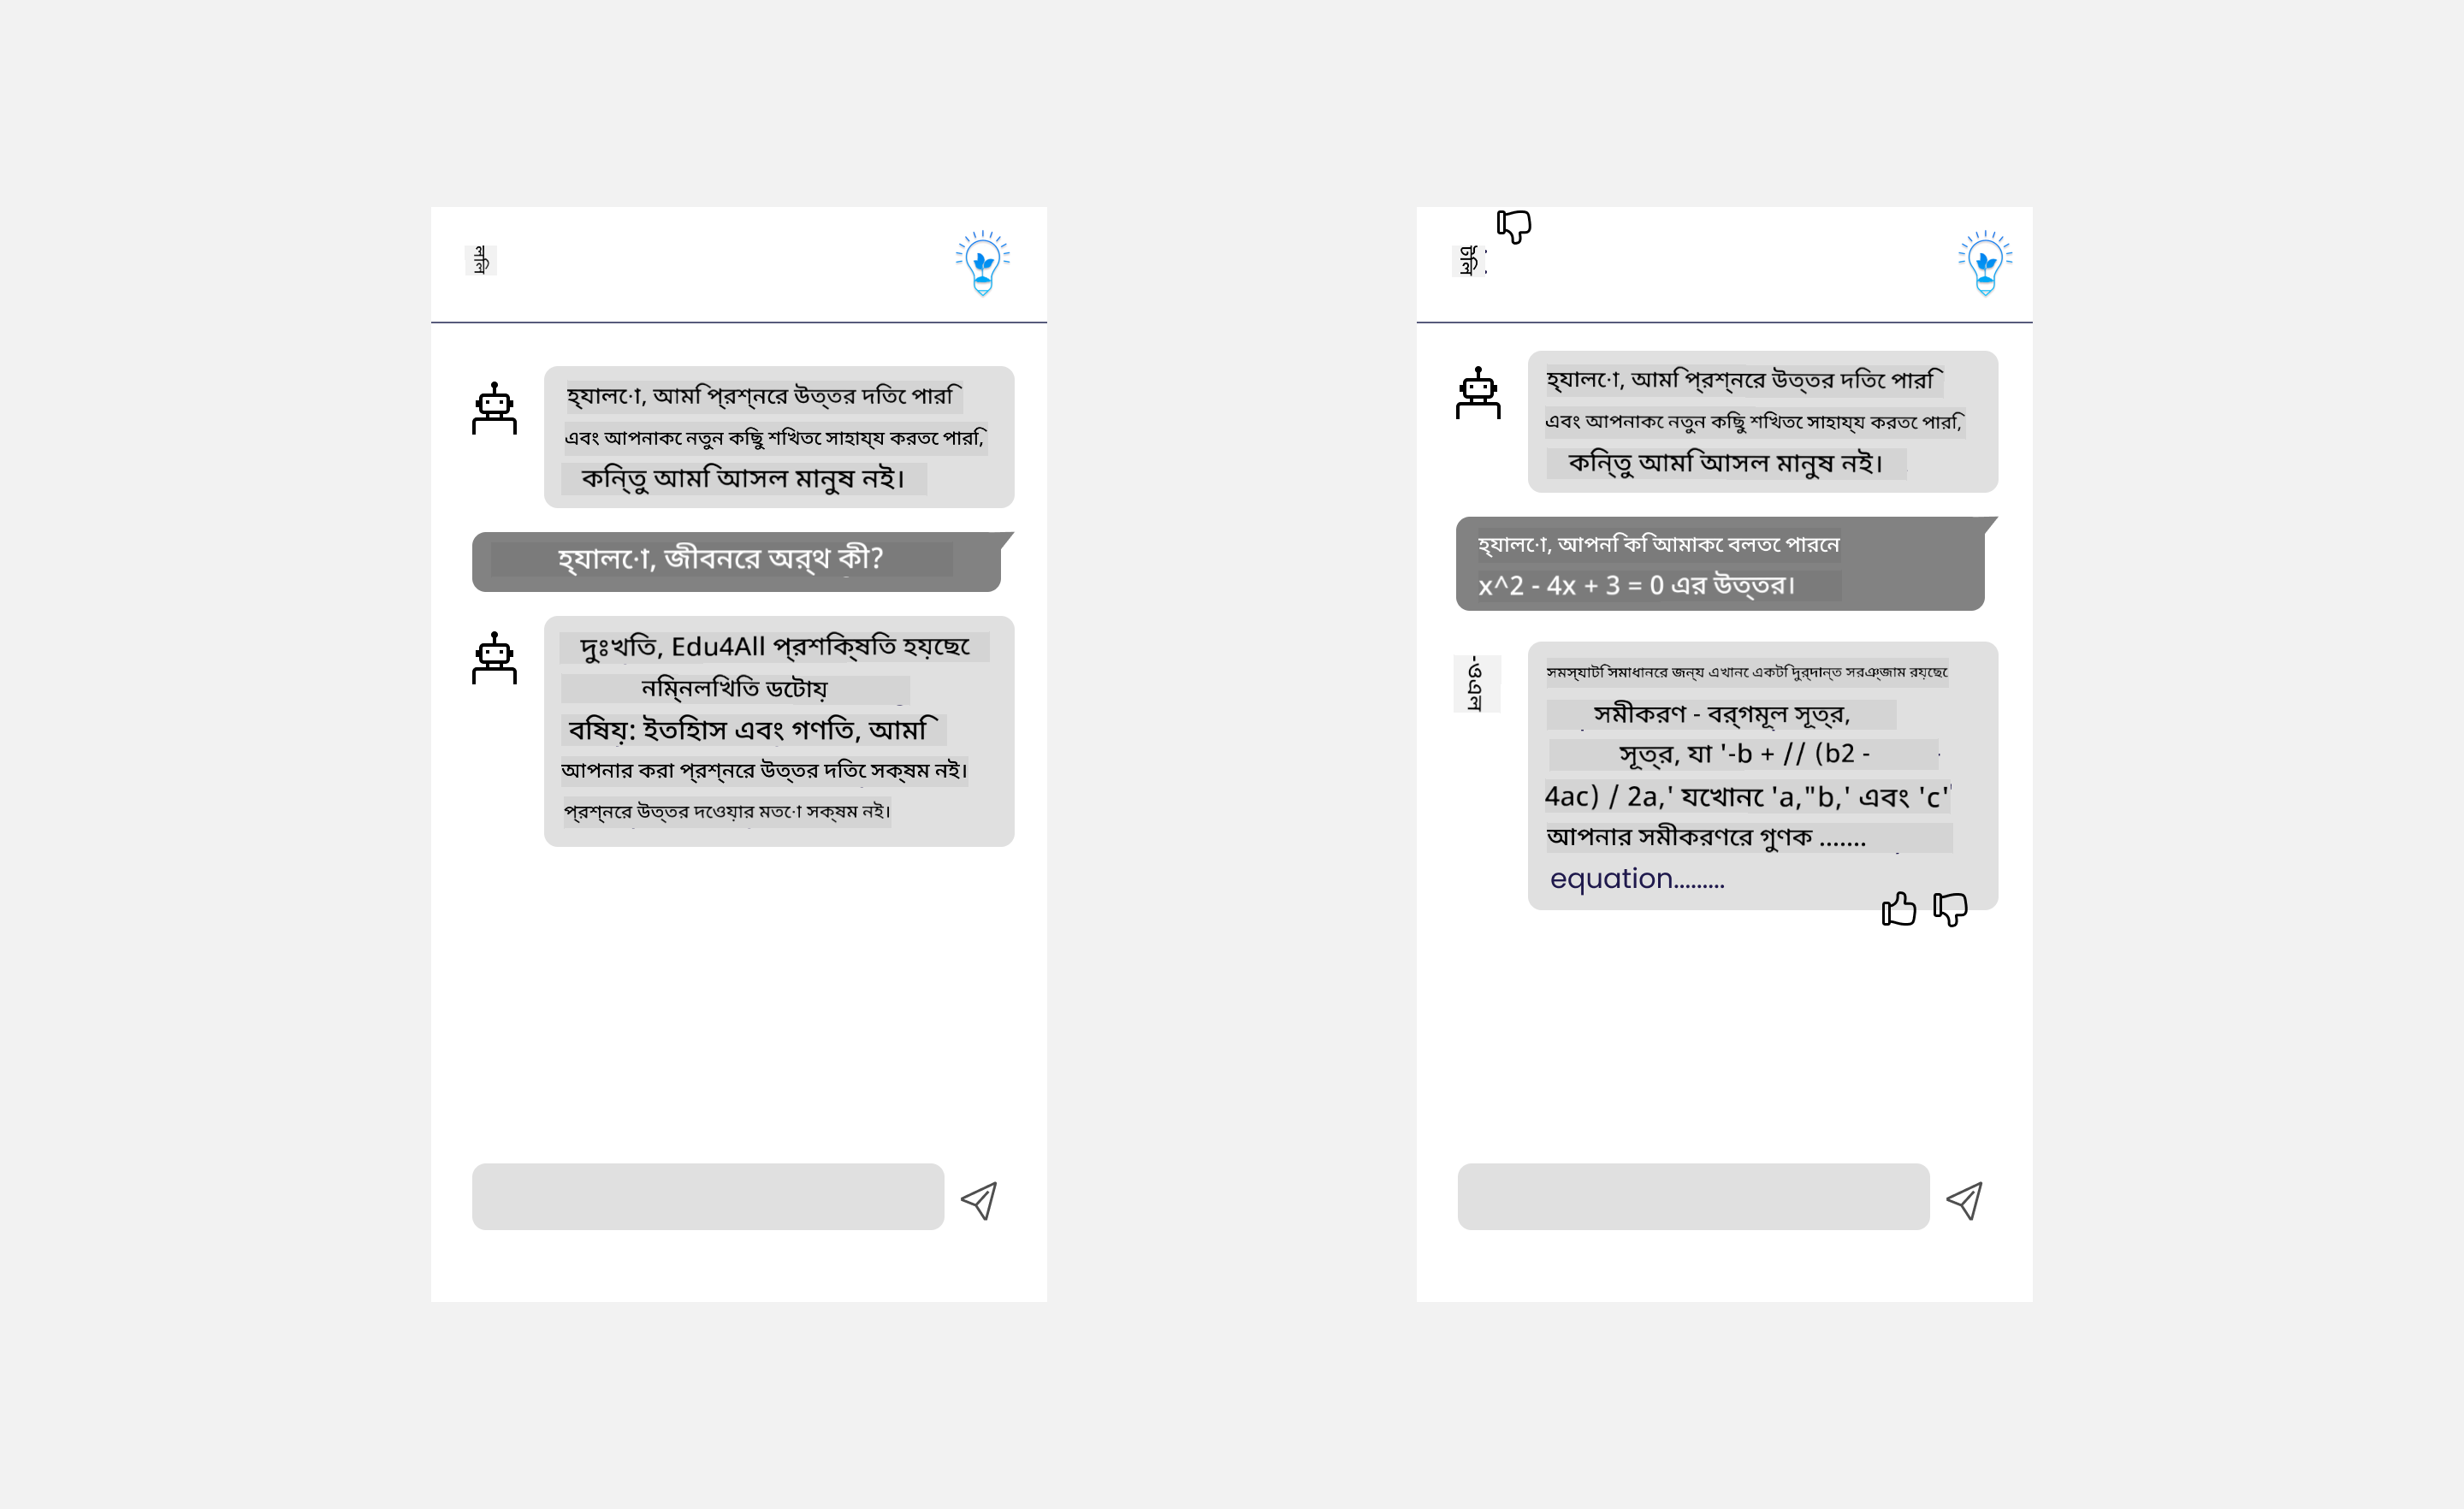 হ্যালো, আমি প্রশ্নের উত্তর দিতে পারি
এবং আপনাকে নতুন কিছু শিখতে সাহায্য করতে পারি,
কিন্তু আমি আসল মানুষ নই।
হ্যালো, জীবনের অর্থ কী?
দুঃখিত, Edu4All প্রশিক্ষিত হয়েছে
নিম্নলিখিত ডেটায়
বিষয়: ইতিহাস এবং গণিত, আমি
আপনার করা প্রশ্নের উত্তর দিতে সক্ষম নই।
প্রশ্নের উত্তর দেওয়ার মতো সক্ষম নই।
হ্যালো, আমি প্রশ্নের উত্তর দিতে পারি
এবং আপনাকে নতুন কিছু শিখতে সাহায্য করতে পারি,
কিন্তু আমি আসল মানুষ নই।
হ্যালো, আপনি কি আমাকে বলতে পারেন
x^2 - 4x + 3 = 0 এর উত্তর।
সমস্যাটি সমাধানের জন্য এখানে একটি দুর্দান্ত সরঞ্জাম রয়েছে
সমীকরণ - বর্গমূল সূত্র,
সূত্র, যা '-b + // (b2 -
4ac) / 2a,' যেখানে 'a,"b,' এবং 'c'
আপনার সমীকরণের গুণক .......
equation.........